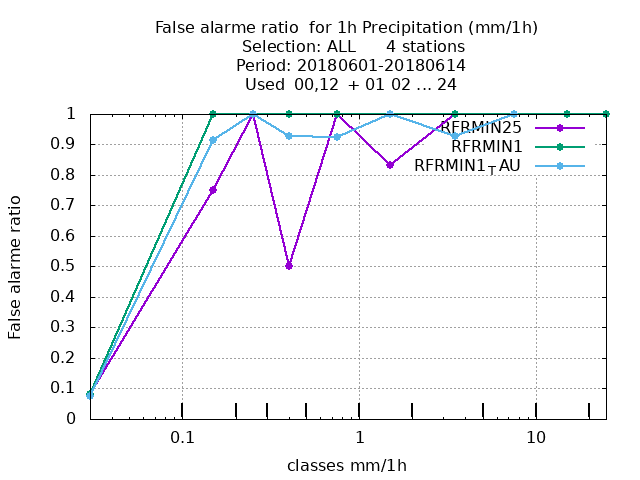 False alarme ratio for 1h Precipitation (mm/1h)
Selection: ALL 4 stations
Period: 20180601-20180614
Used 00,12 + 01 02 ... 24
RFRMIN25
RFRMIN1
RFRMIN1TAU
False alarme ratio
1
0.9
0.8
0.7
0.6
0.5
0.4
0.3
0.2
0.1
0
0.1 1 10
classes mm/1h